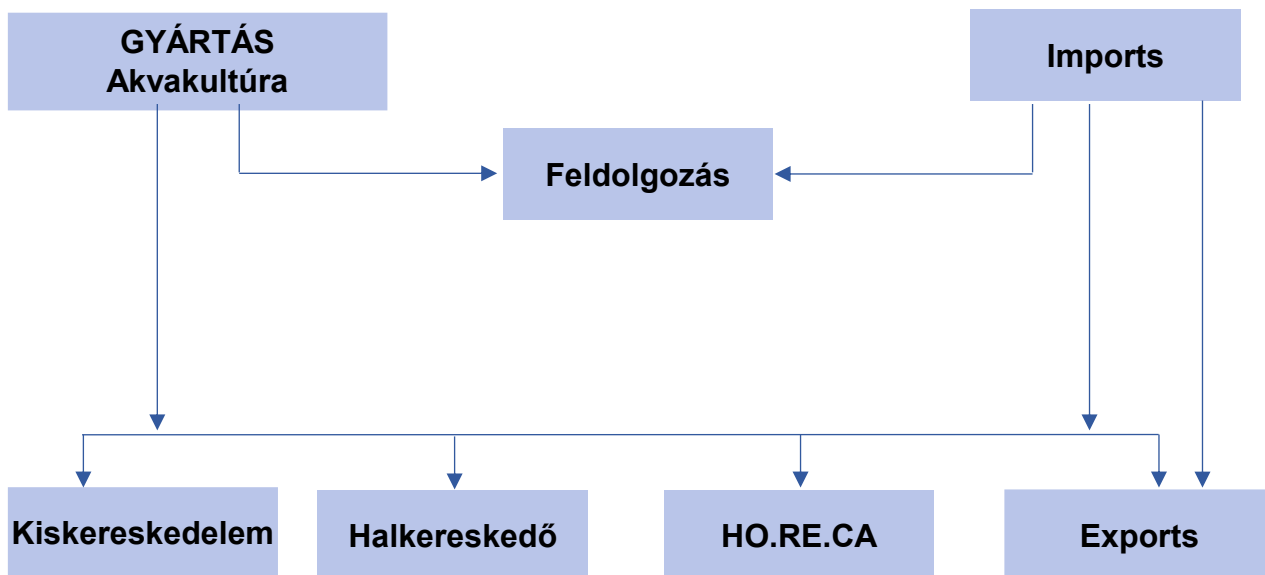 GYÁRTÁS
Akvakultúra
Imports
Feldolgozás
Kiskereskedelem
Halkereskedő
HO.RE.CA
Exports